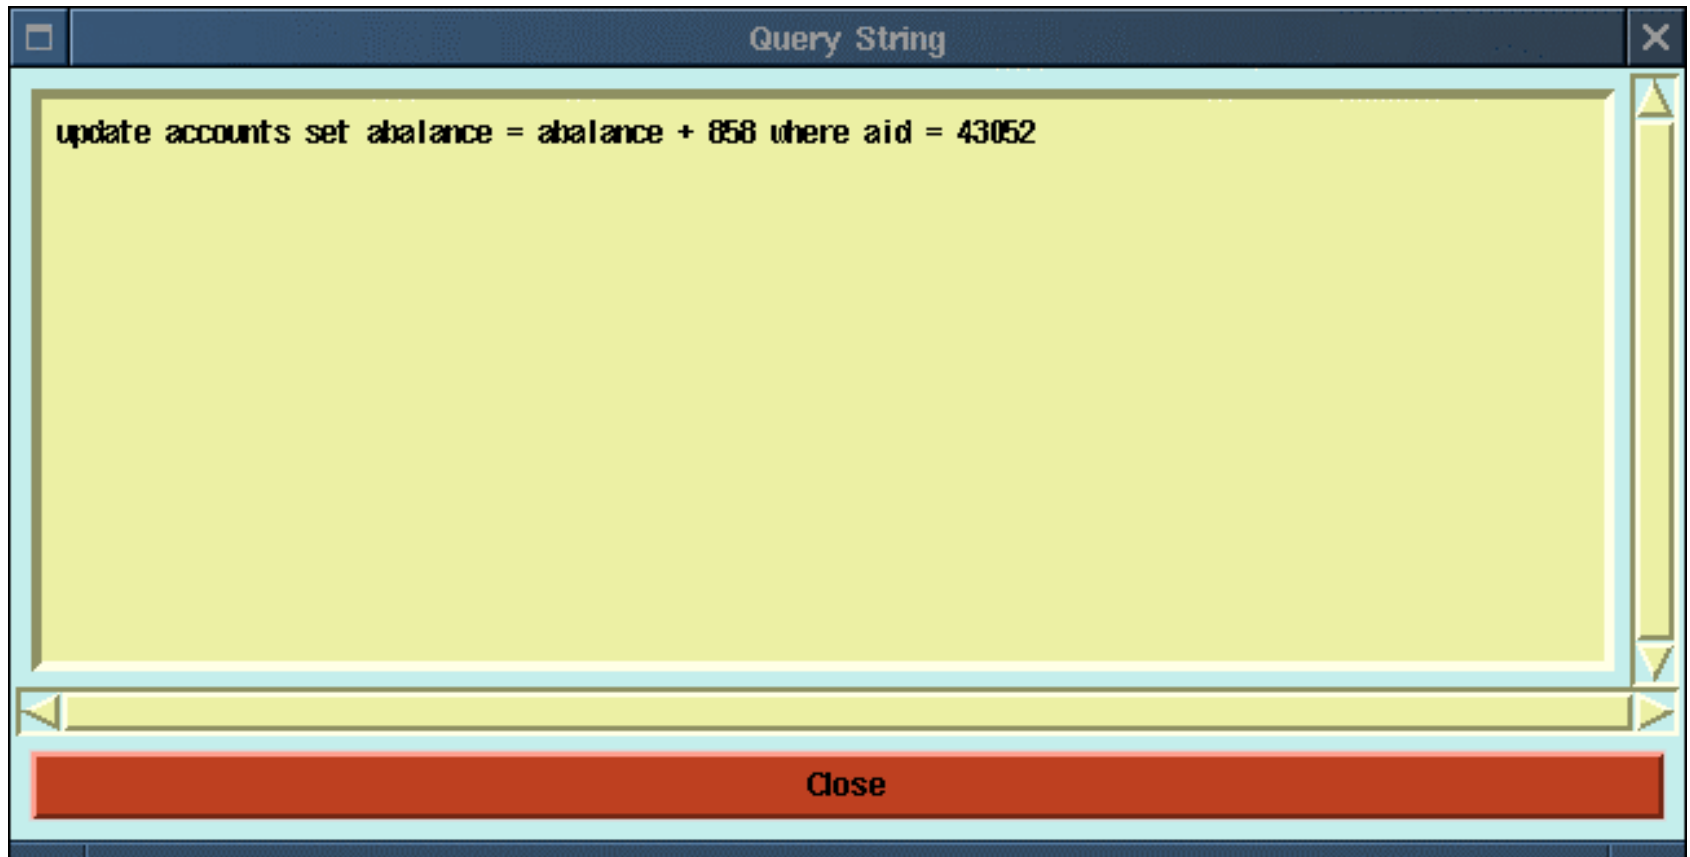 Query String
update accounts set abalance = abalance + 858 where aid = 43052
Close